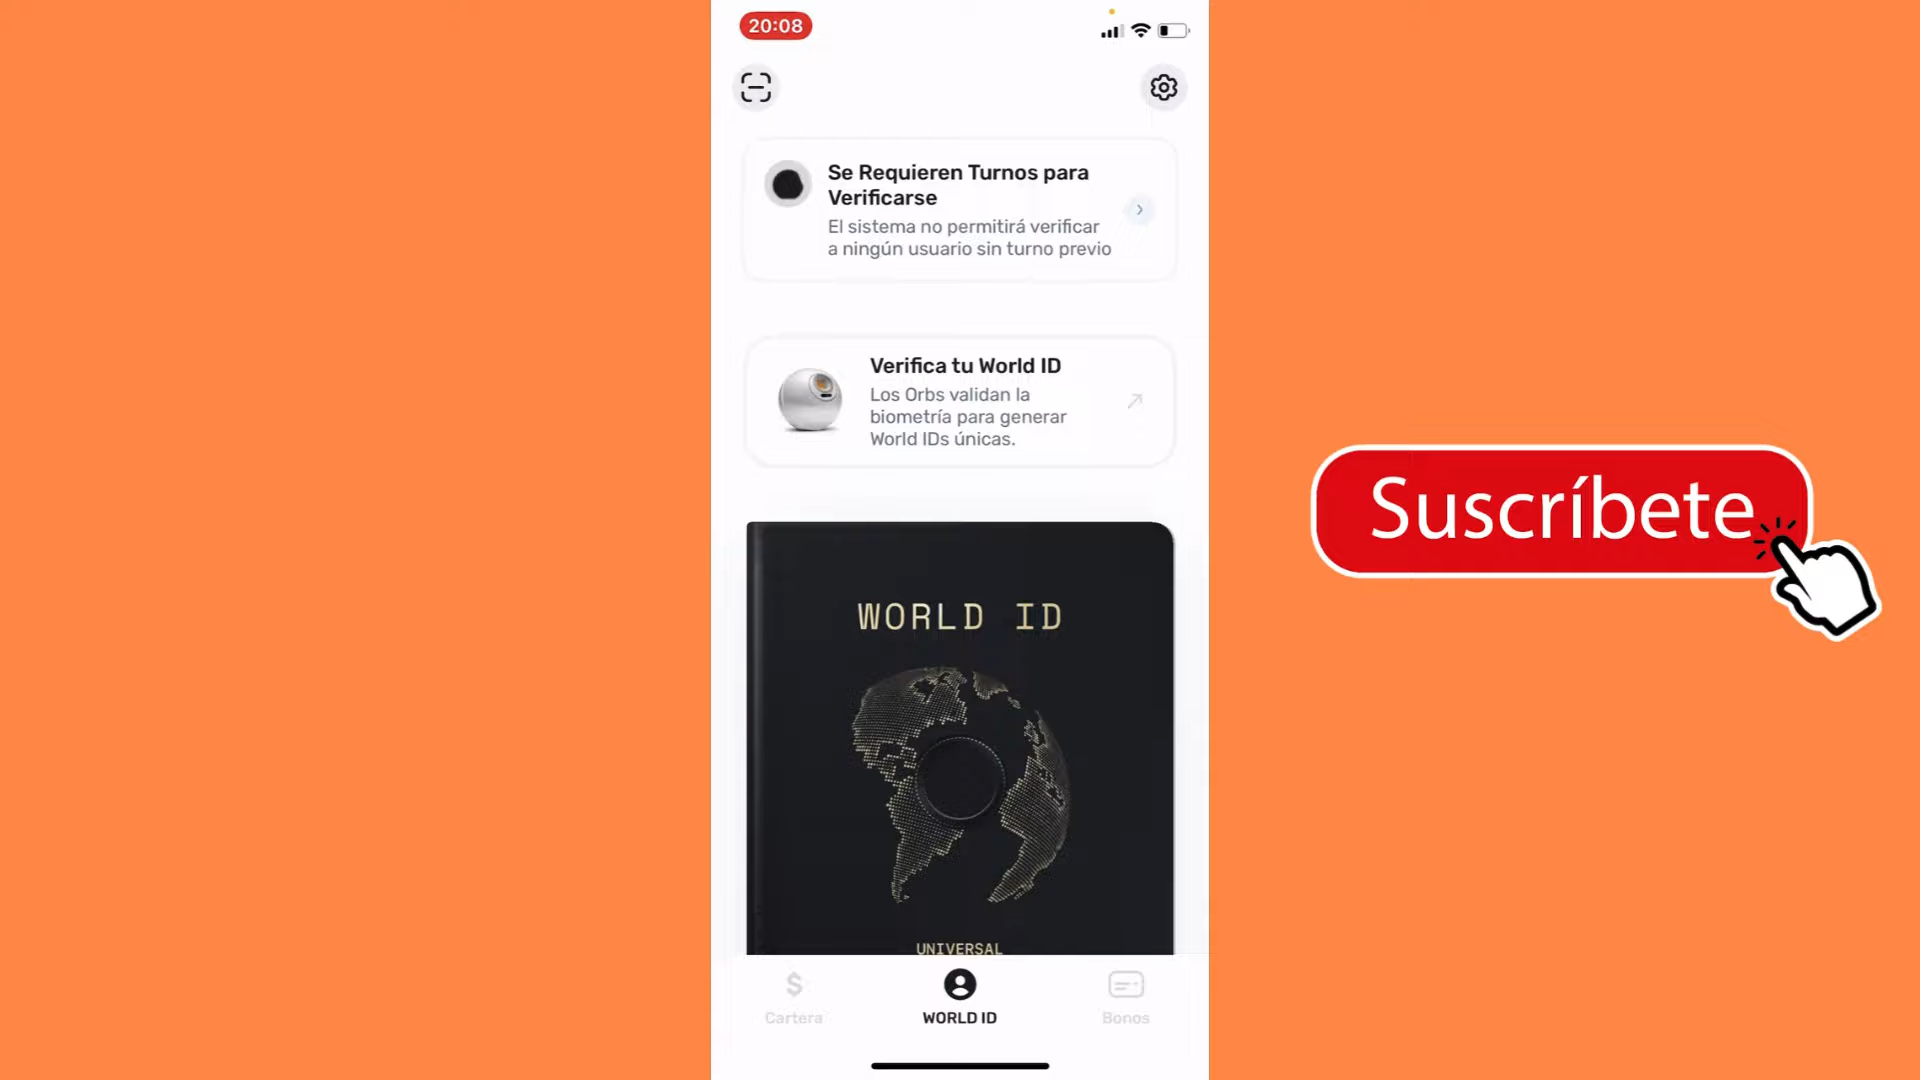 20:08
Se Requieren Turnos para
Verificarse
El sistema no permitirá verificar
a ningún usuario sin turno previo
Verifica tu World ID
Los Orbs validan la
biometría para generar
World IDs únicas.
Suscríbete
WORLD ID
UNIVERSAL
Cartera
WORLD ID
Bonos